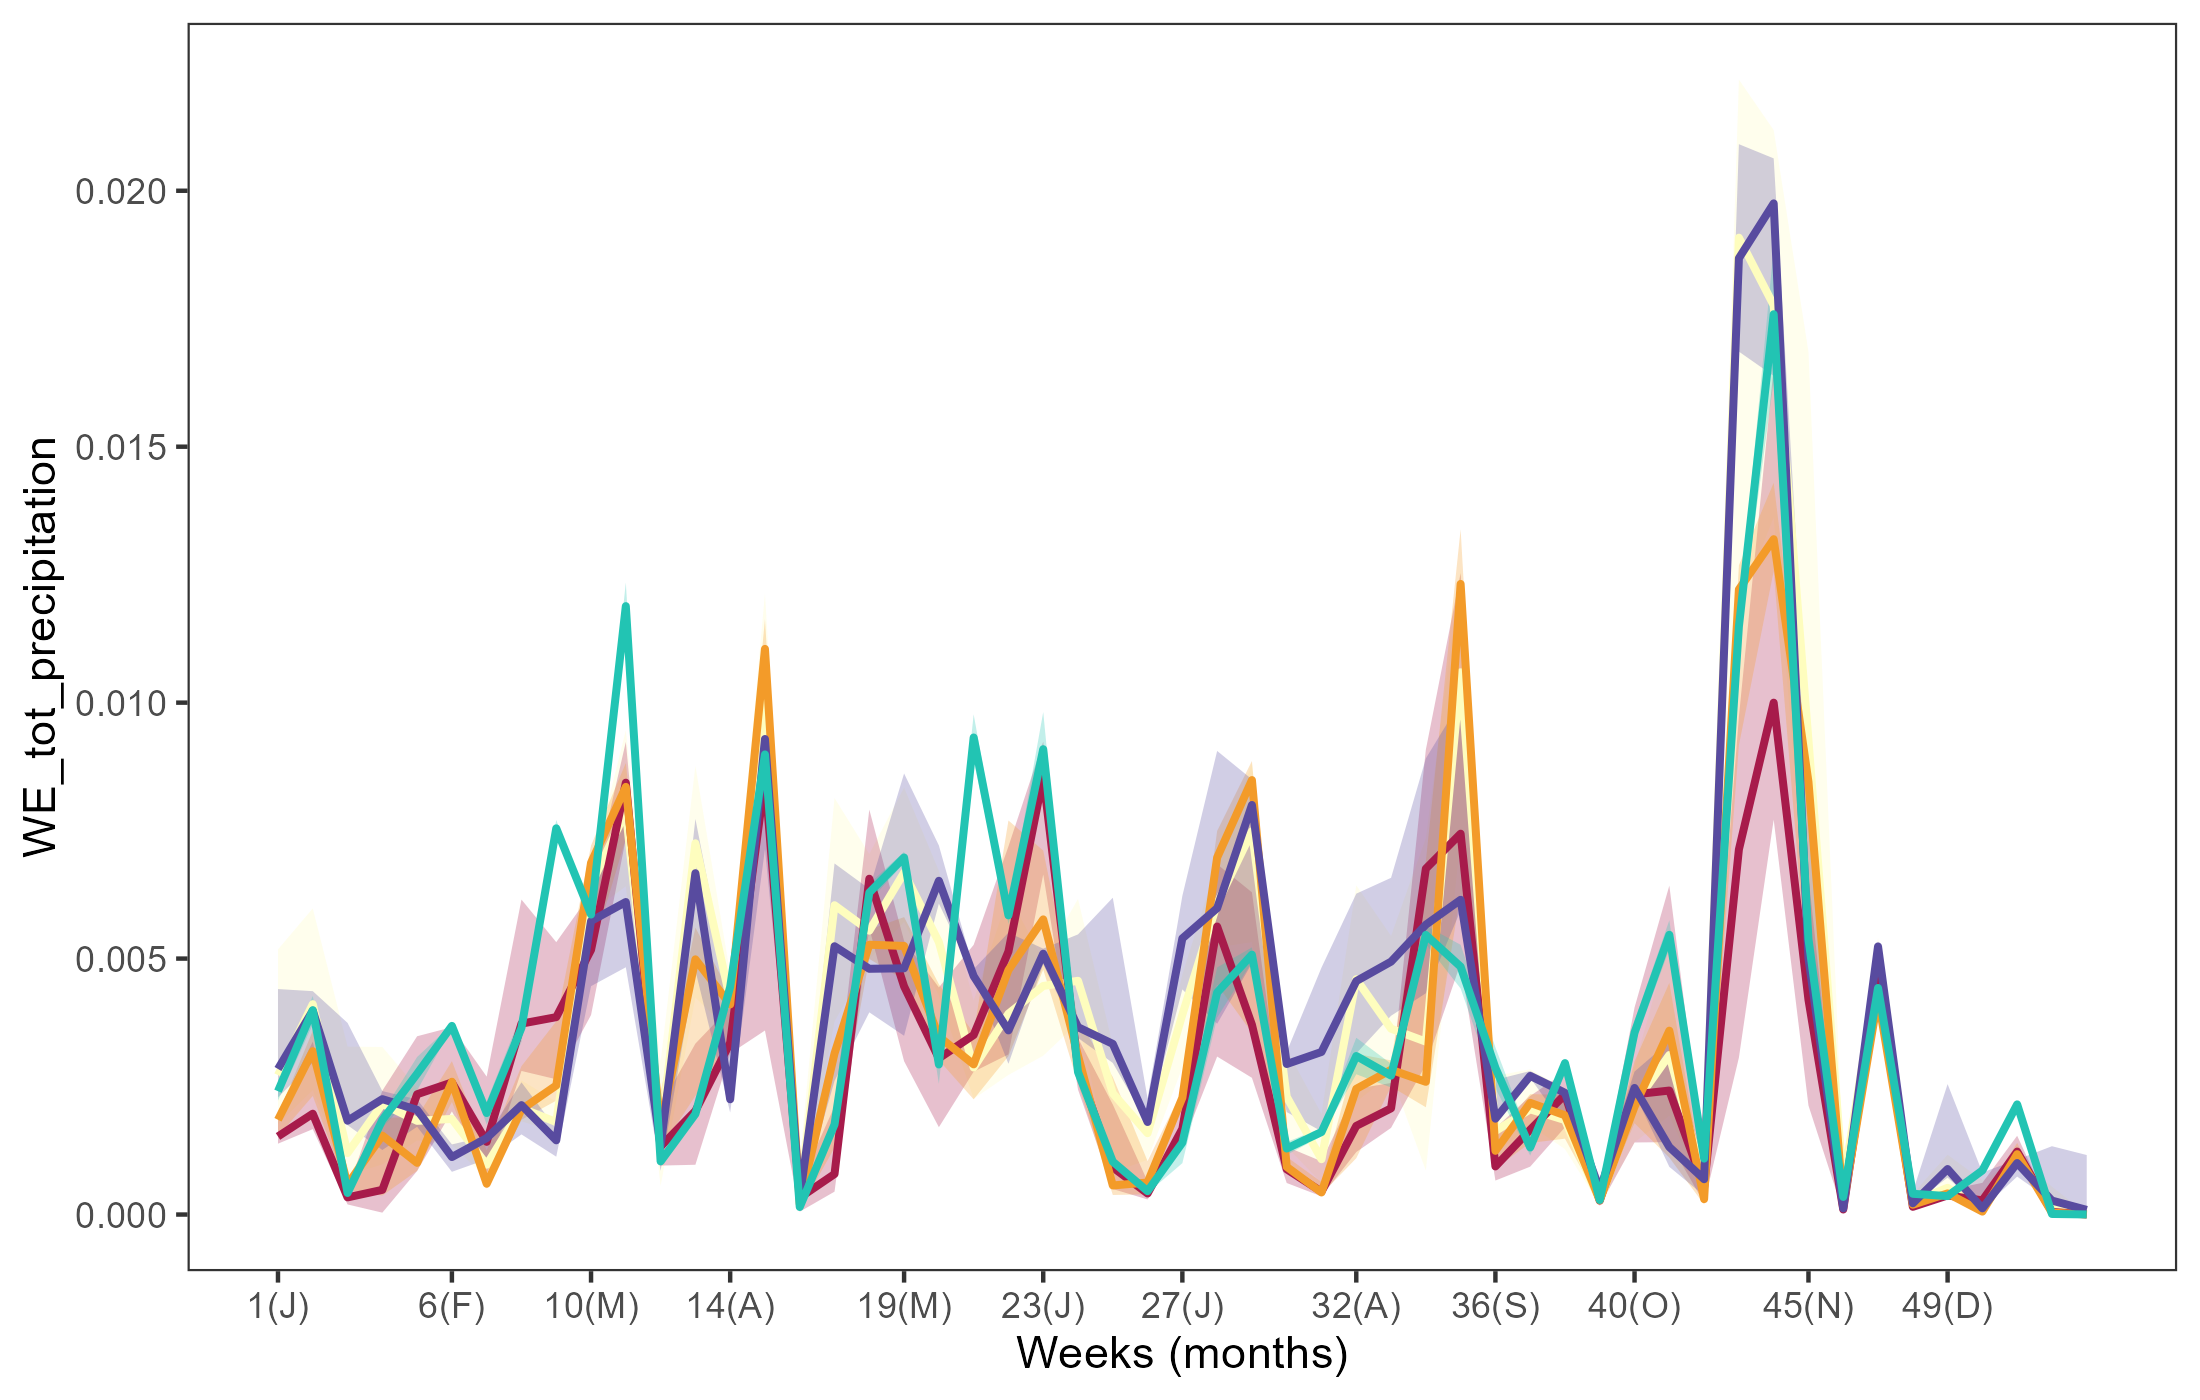 WE_tot_precipitation
0.020
0.015
0.010
0.005
0.000
1(J) 6(F) 10(M) 14(A) 19(M) 23(J) 27(J) 32(A) 36(S) 40(O) 45(N) 49(D)
Weeks (months)